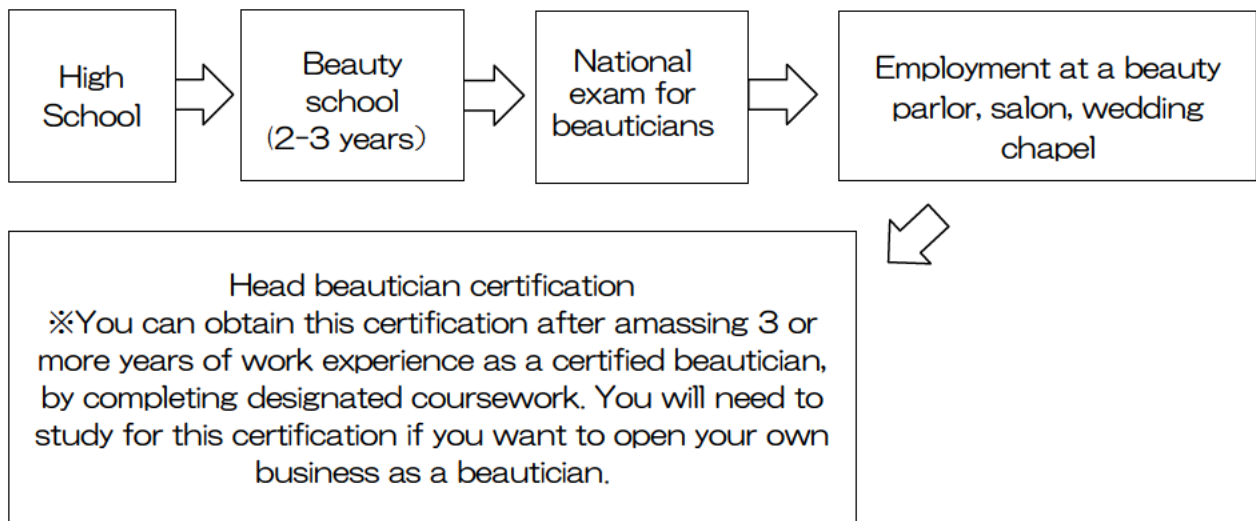 High
School
Beauty
school
(2-3 years)
National
exam for
beauticians
Employment at a beauty
parlor, salon, wedding
chapel
Head beautician certification
※You can obtain this certification after amassing 3 or
more years of work experience as a certified beautician,
by completing designated coursework. You will need to
study for this certification if you want to open your own
business as a beautician.